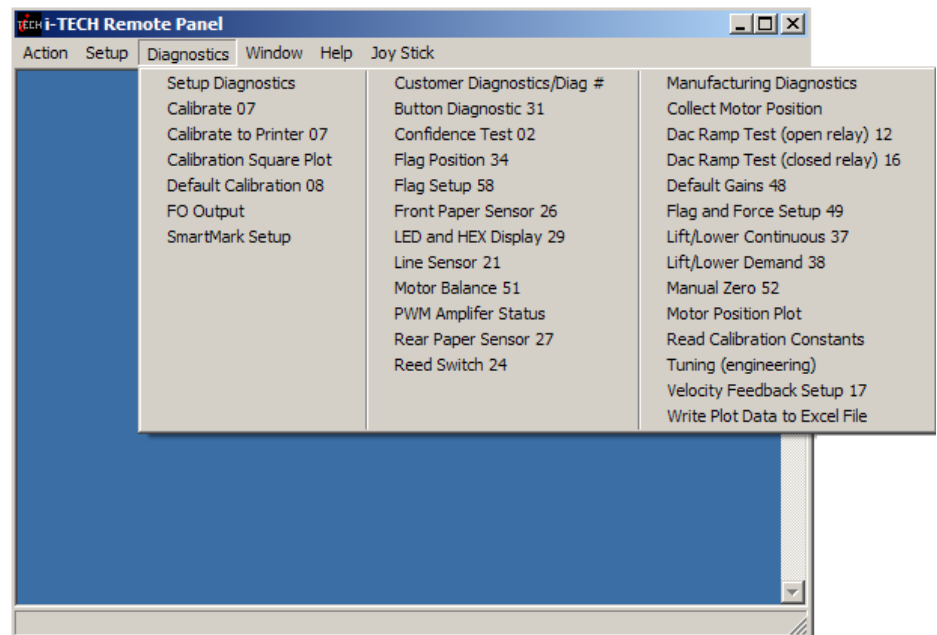 iTECH i-TECH Remote Panel
Action Setup Diagnostics Window Help Joy Stick
Setup Diagnostics
Calibrate 07
Calibrate to Printer 07
Calibration Square Plot
Default Calibration 08
FO Output
SmartMark Setup
Customer Diagnostics/Diag #
Button Diagnostic 31
Confidence Test 02
Flag Position 34
Flag Setup 58
Front Paper Sensor 26
LED and HEX Display 29
Line Sensor 21
Motor Balance 51
PWM Amplifer Status
Rear Paper Sensor 27
Reed Switch 24
Manufacturing Diagnostics
Collect Motor Position
Dac Ramp Test (open relay) 12
Dac Ramp Test (closed relay) 16
Default Gains 48
Flag and Force Setup 49
Lift/Lower Continuous 37
Lift/Lower Demand 38
Manual Zero 52
Motor Position Plot
Read Calibration Constants
Tuning (engineering)
Velocity Feedback Setup 17
Write Plot Data to Excel File